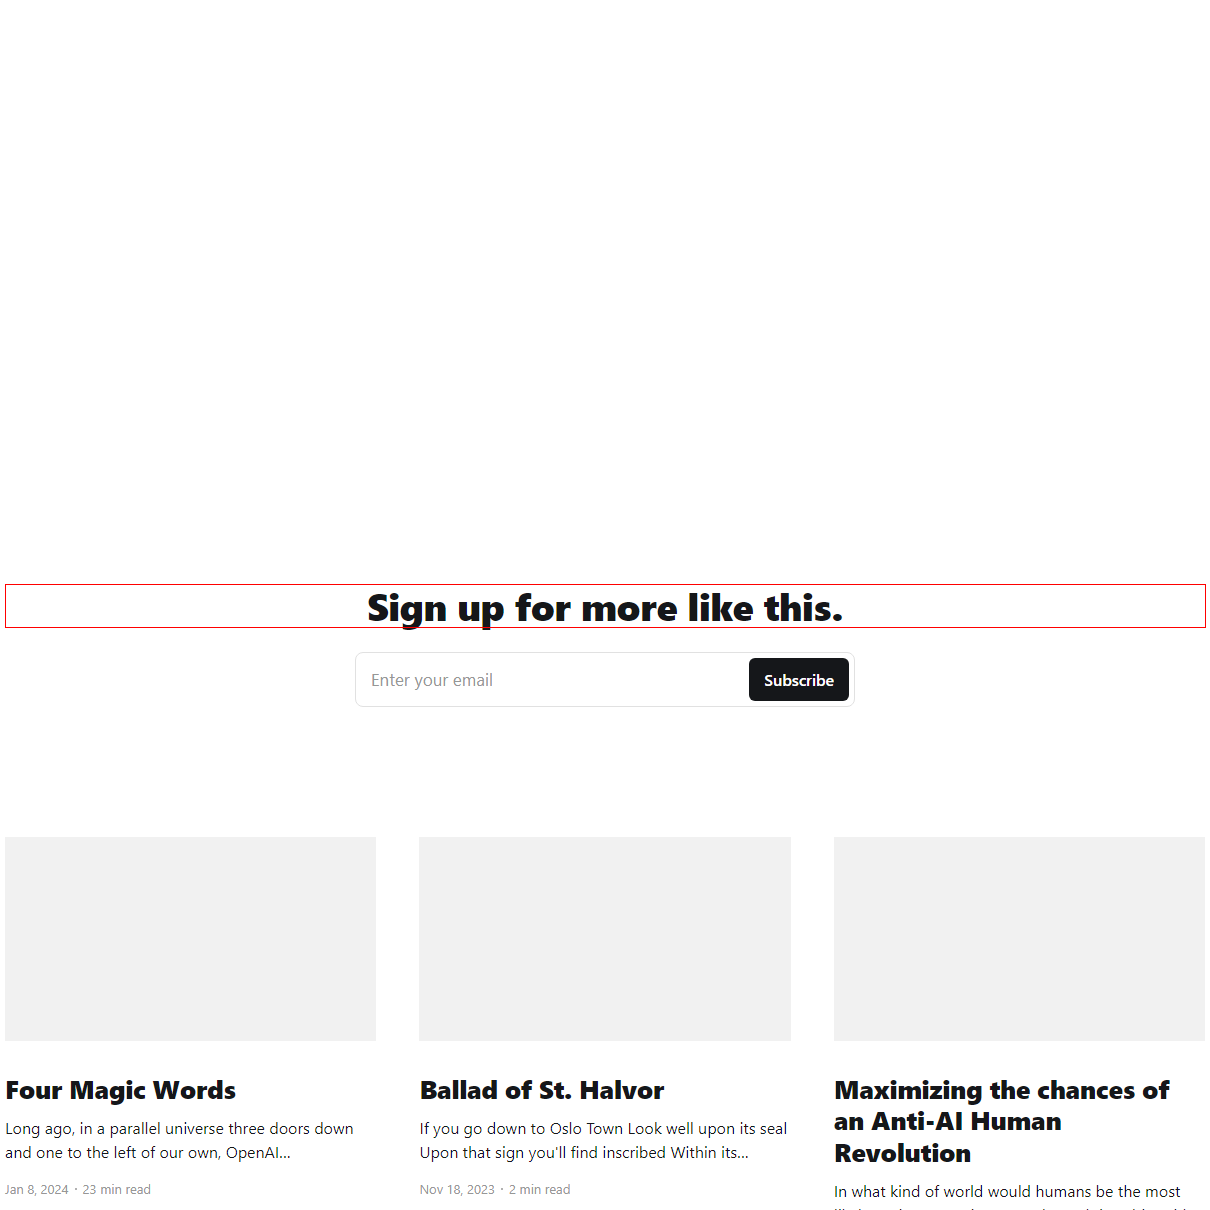 Sign up for more like this.
Enter your email
Subscribe
Four Magic Words
Long ago, in a parallel universe three doors down
and one to the left of our own, OpenAI...
Jan 8, 2024 · 23 min read
Ballad of St. Halvor
If you go down to Oslo Town Look well upon its seal
Upon that sign you'll find inscribed Within its...
Nov 18, 2023 · 2 min read
Maximizing the chances of
an Anti-AI Human
Revolution
In what kind of world would humans be the most